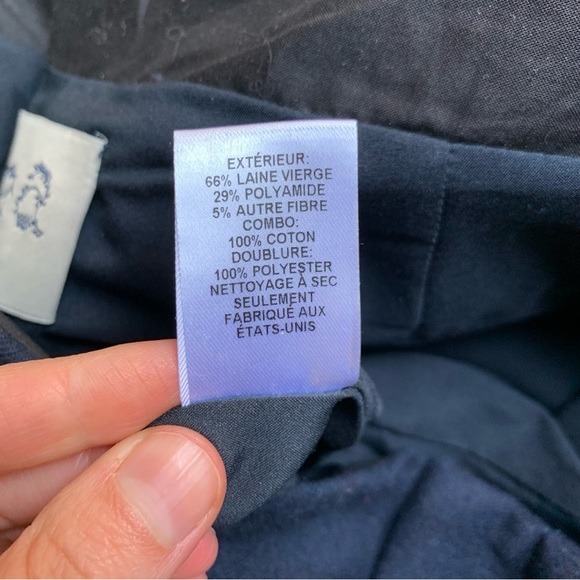 EXTÉRIEUR:
66% LAINE VIERGE
29% POLYAMIDE
5% AUTRE FIBRE
COMBO:
100% COTON
DOUBLURE:
100% POLYESTER
NETTOYAGE À SEC
SEULEMENT
FABRIQUÉ AUX
ÉTATS-UNIS